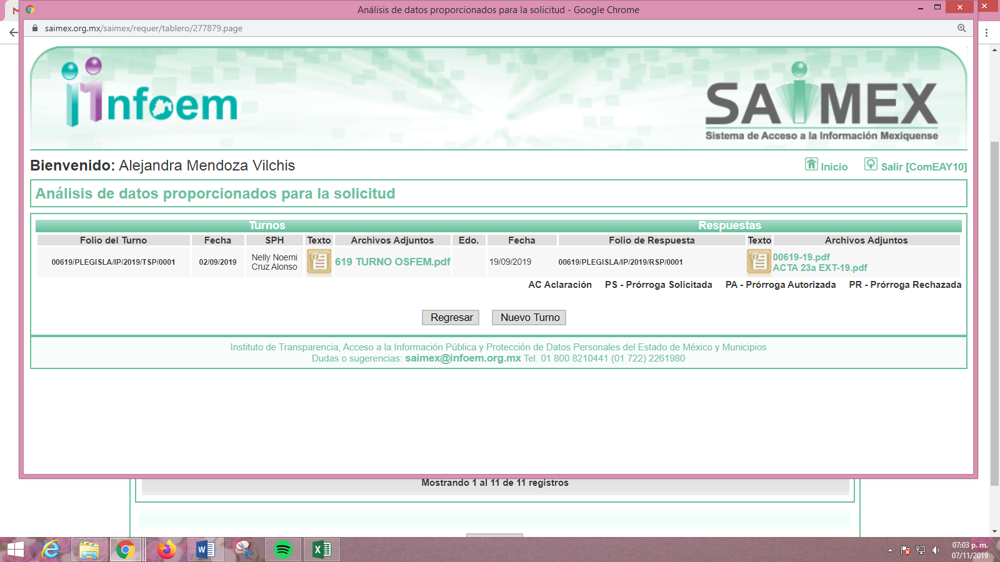 Análisis de datos proporcionados para la solicitud - Google Chrome
saimex.org.mx/saimex/requer/tablero/277879.page
infoem
SAIMEX
Sistema de Acceso a la Información Mexiquense
Bienvenido: Alejandra Mendoza Vilchis
Inicio Salir [ComEAY10]
Análisis de datos proporcionados para la solicitud
Turnos Respuestas
Folio del Turno Fecha SPH Texto Archivos Adjuntos Edo. Fecha Folio de Respuesta Texto Archivos Adjuntos
00619/PLEGISLA/IP/2019/TSP/0001 02/09/2019 Nelly Noemi Cruz Alonso 619 TURNO OSFEM.pdf 19/09/2019 00619/PLEGISLA/IP/2019/RSP/0001 00619-19.pdf
ACTA 23a EXT-19.pdf
AC Aclaración PS - Prórroga Solicitada PA - Prórroga Autorizada PR - Prórroga Rechazada
Regresar Nuevo Turno
Instituto de Transparencia, Acceso a la Información Pública y Protección de Datos Personales del Estado de México y Municipios
Dudas o sugerencias: saimex@infoem.org.mx Tel. 01 800 8210441 (01 722) 2261980
Mostrando 1 al 11 de 11 registros
07:03 p. m.
07/11/2019